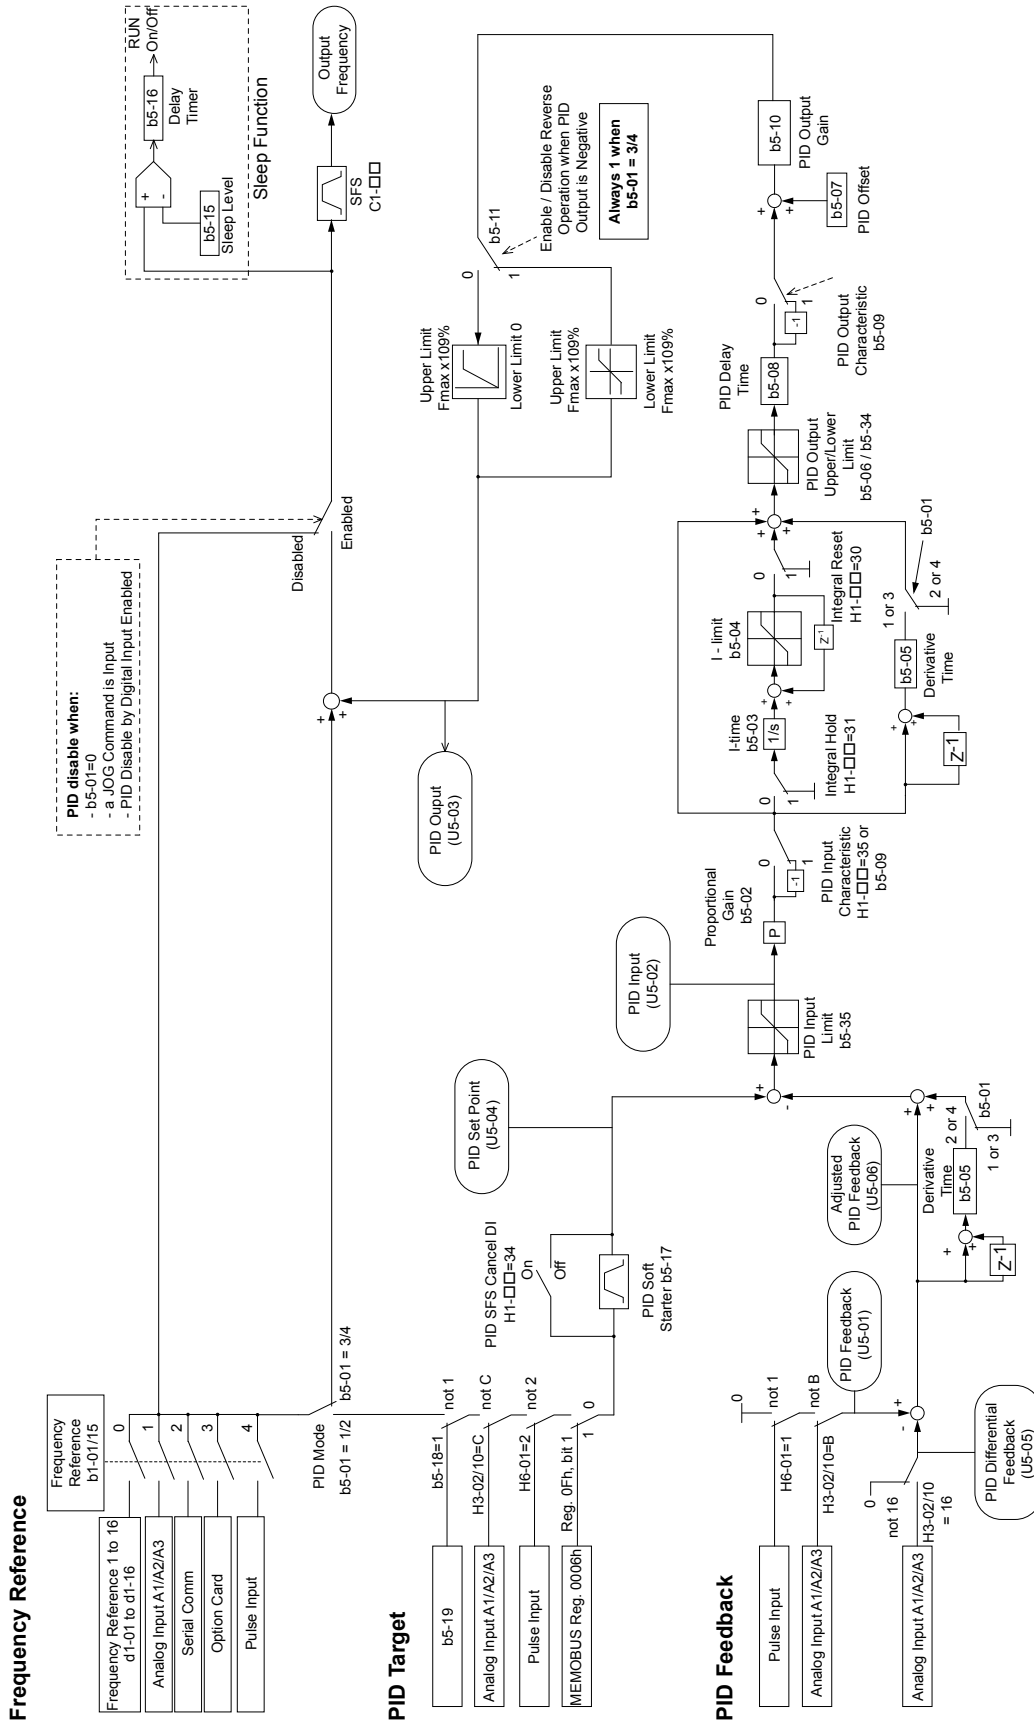 Frequency Reference
Frequency
Reference
b1-01/15
Frequency Reference 1 to 16
d1-01 to d1-16
Analog Input A1/A2/A3
Serial Comm
Option Card
Pulse Input
0
1
2
3
4
PID Mode
b5-01 = 1/2
b5-01 = 3/4
PID disable when:
- b5-01=0
- a JOG Command is Input
- PID Disable by Digital Input Enabled
Disabled
Enabled
+
+
PID Ouput
(U5-03)
RUN
On/Off
b5-16
Delay
Timer
+
-
b5-15
Sleep Level
Sleep Function
SFS
C1-□□
Output
Frequency
Upper Limit
Fmax x109%
Lower Limit 0
Upper Limit
Fmax x109%
Lower Limit
Fmax x109%
0
1
b5-11
Enable / Disable Reverse
Operation when PID
Output is Negative
Always 1 when
b5-01 = 3/4
PID Target
b5-19
Analog Input A1/A2/A3
Pulse Input
MEMOBUS Reg. 0006h
b5-18=1
not 1
H3-02/10=C
not C
H6-01=2
not 2
Reg. 0Fh, bit 1
1
0
PID SFS Cancel DI
H1-□□=34
On
Off
PID Soft
Starter b5-17
PID Set Point
(U5-04)
PID Input
(U5-02)
+
-
PID Input
Limit
b5-35
Proportional
Gain
b5-02
P
0
-1
1
PID Input
Characteristic
H1-□□=35 or
b5-09
0
1
Integral Hold
H1-□□=31
I-time
b5-03
1/s
+
+
I - limit
b5-04
Z-1
0
1
Integral Reset
H1-□□=30
+
+
Z-1
b5-05
Derivative
Time
1 or 3
2 or 4
b5-01
+
+
+
PID Output
Upper/Lower
Limit
b5-06 / b5-34
PID Delay
Time
b5-08
0
-1
1
PID Output
Characteristic
b5-09
+
+
b5-07
PID Offset
b5-10
PID Output
Gain
PID Feedback
Pulse Input
Analog Input A1/A2/A3
Analog Input A1/A2/A3
0
H6-01=1
not 1
H3-02/10=B
not B
PID Feedback
(U5-01)
0
not 16
H3-02/10
= 16
PID Differential
Feedback
(U5-05)
+
-
Adjusted
PID Feedback
(U5-06)
Z-1
+
+
Derivative
Time
b5-05
2 or 4
1 or 3
b5-01
+
+